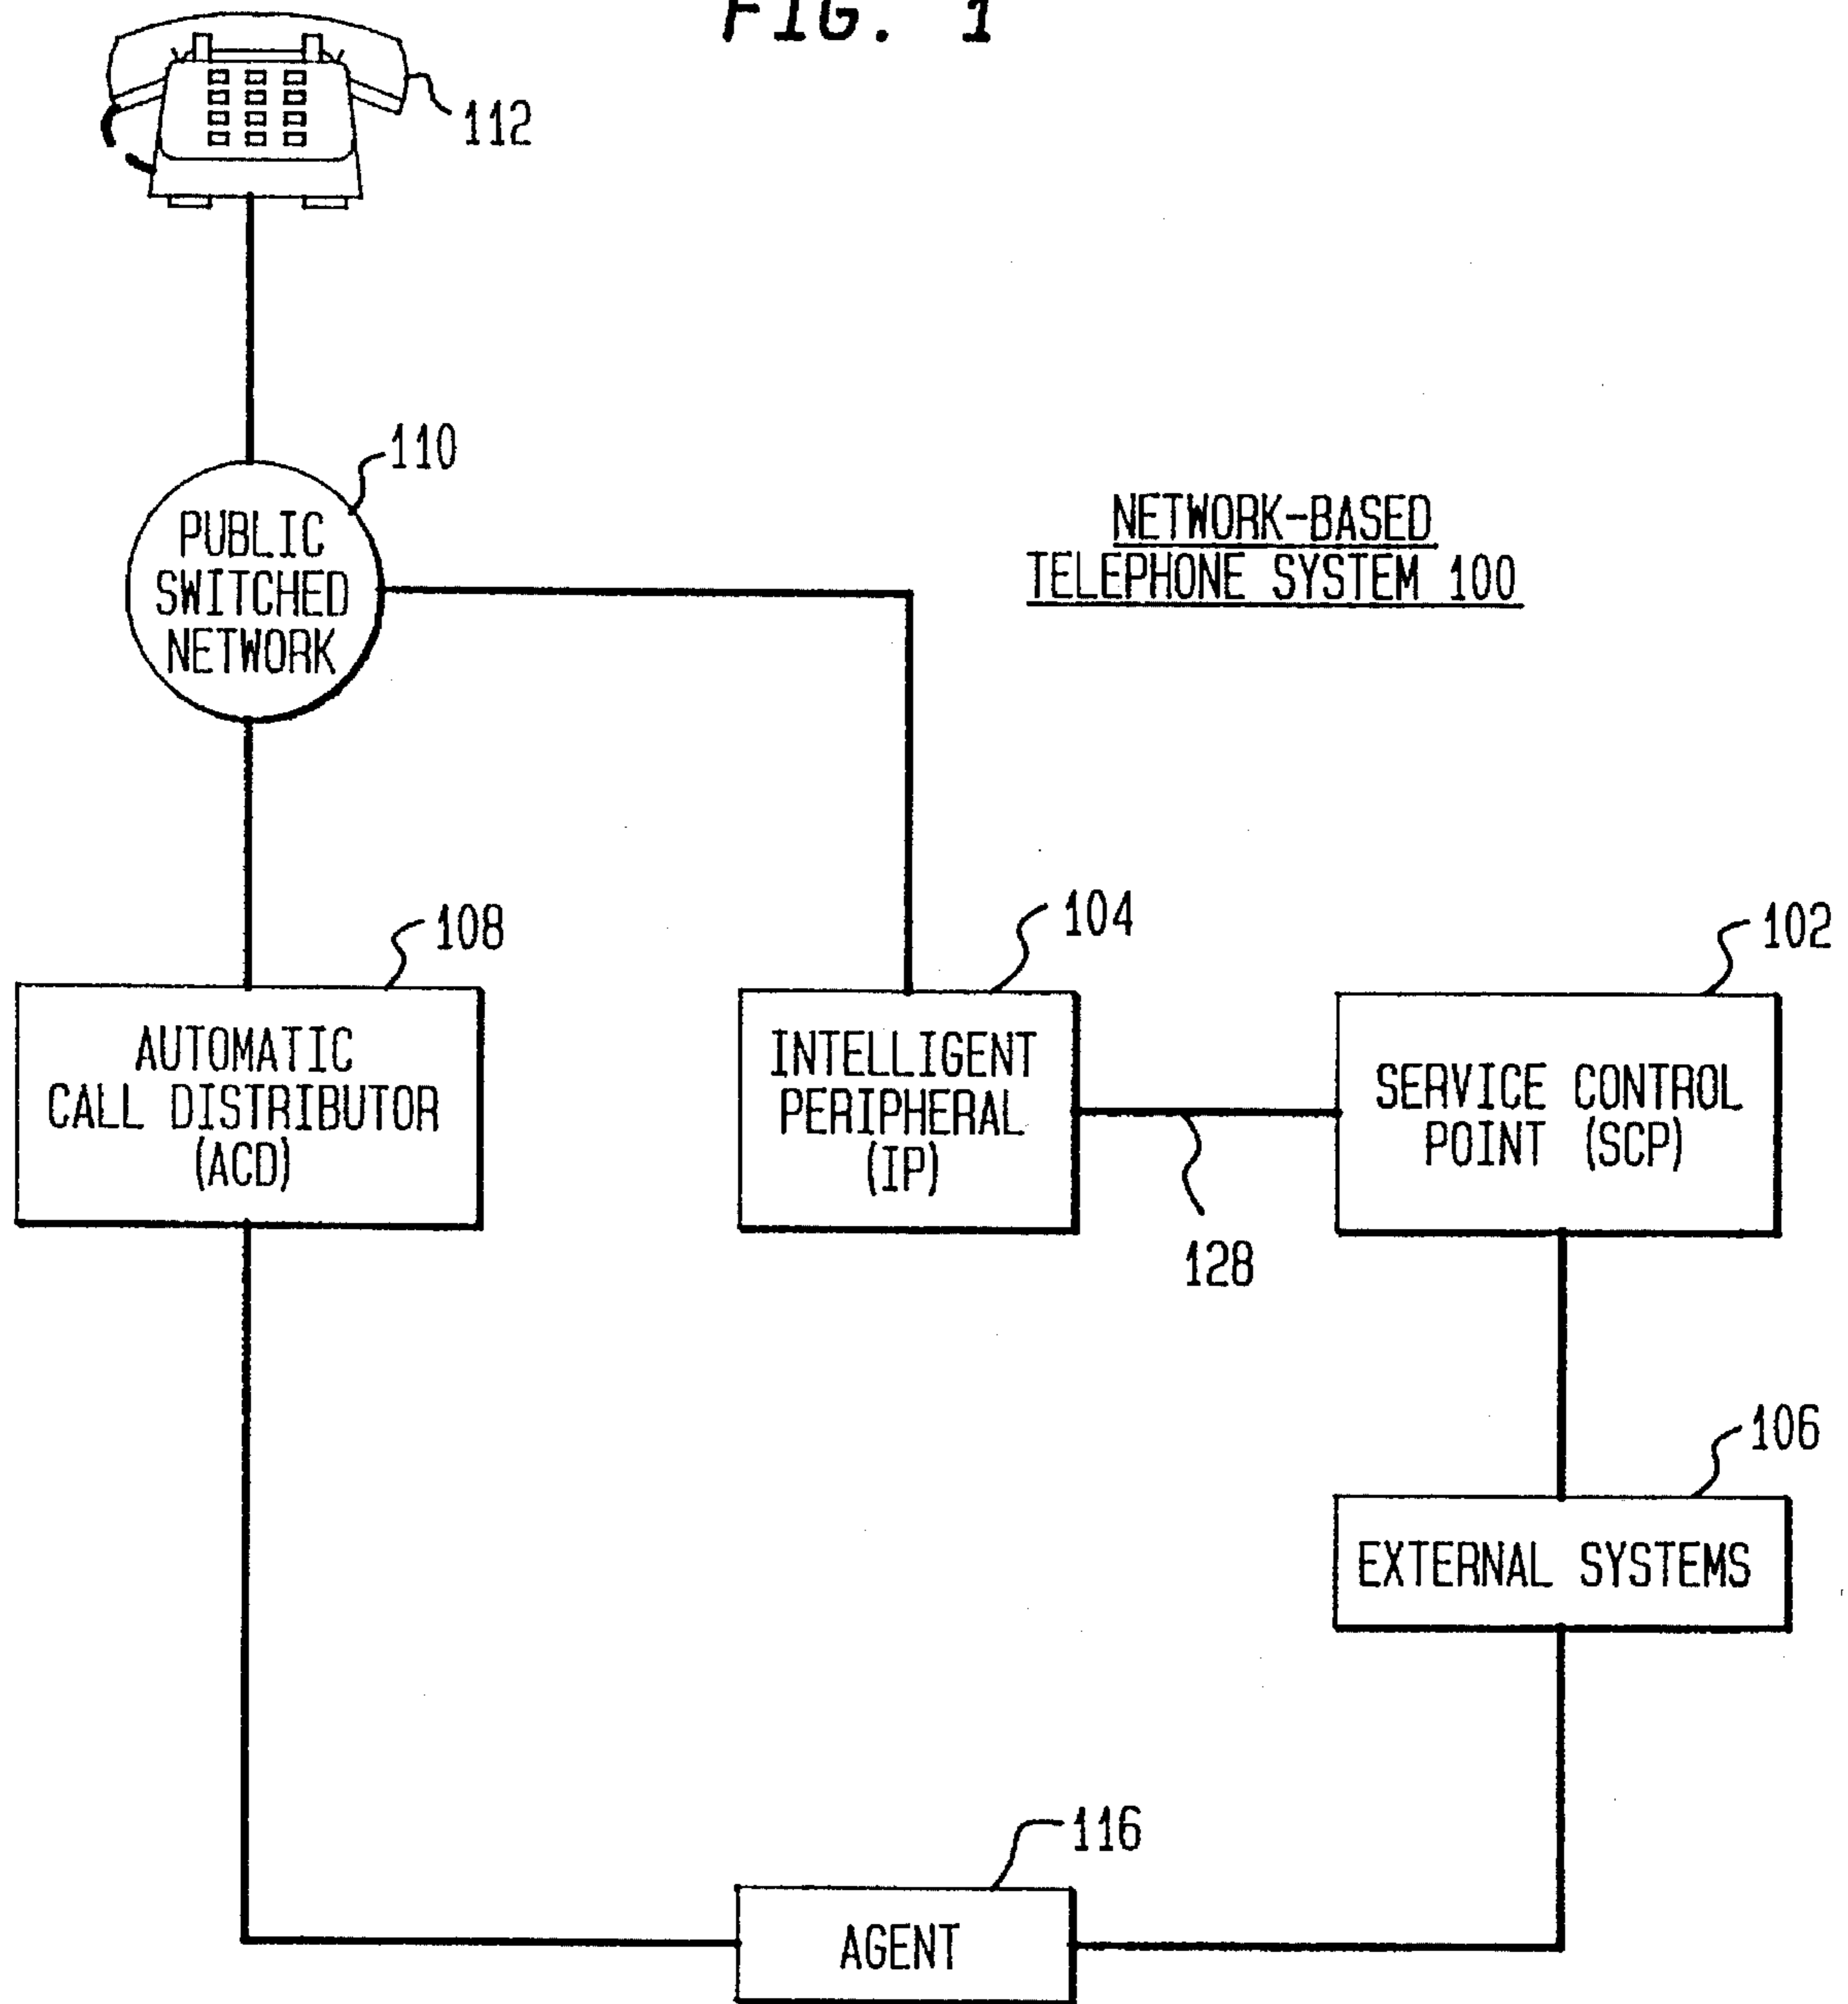 FIG. 1
112
110
PUBLIC
SWITCHED
NETWORK
NETWORK-BASED
TELEPHONE SYSTEM 100
108
104
102
AUTOMATIC
CALL DISTRIBUTOR
(ACD)
INTELLIGENT
PERIPHERAL
(IP)
SERVICE CONTROL
POINT (SCP)
128
106
EXTERNAL SYSTEMS
116
AGENT